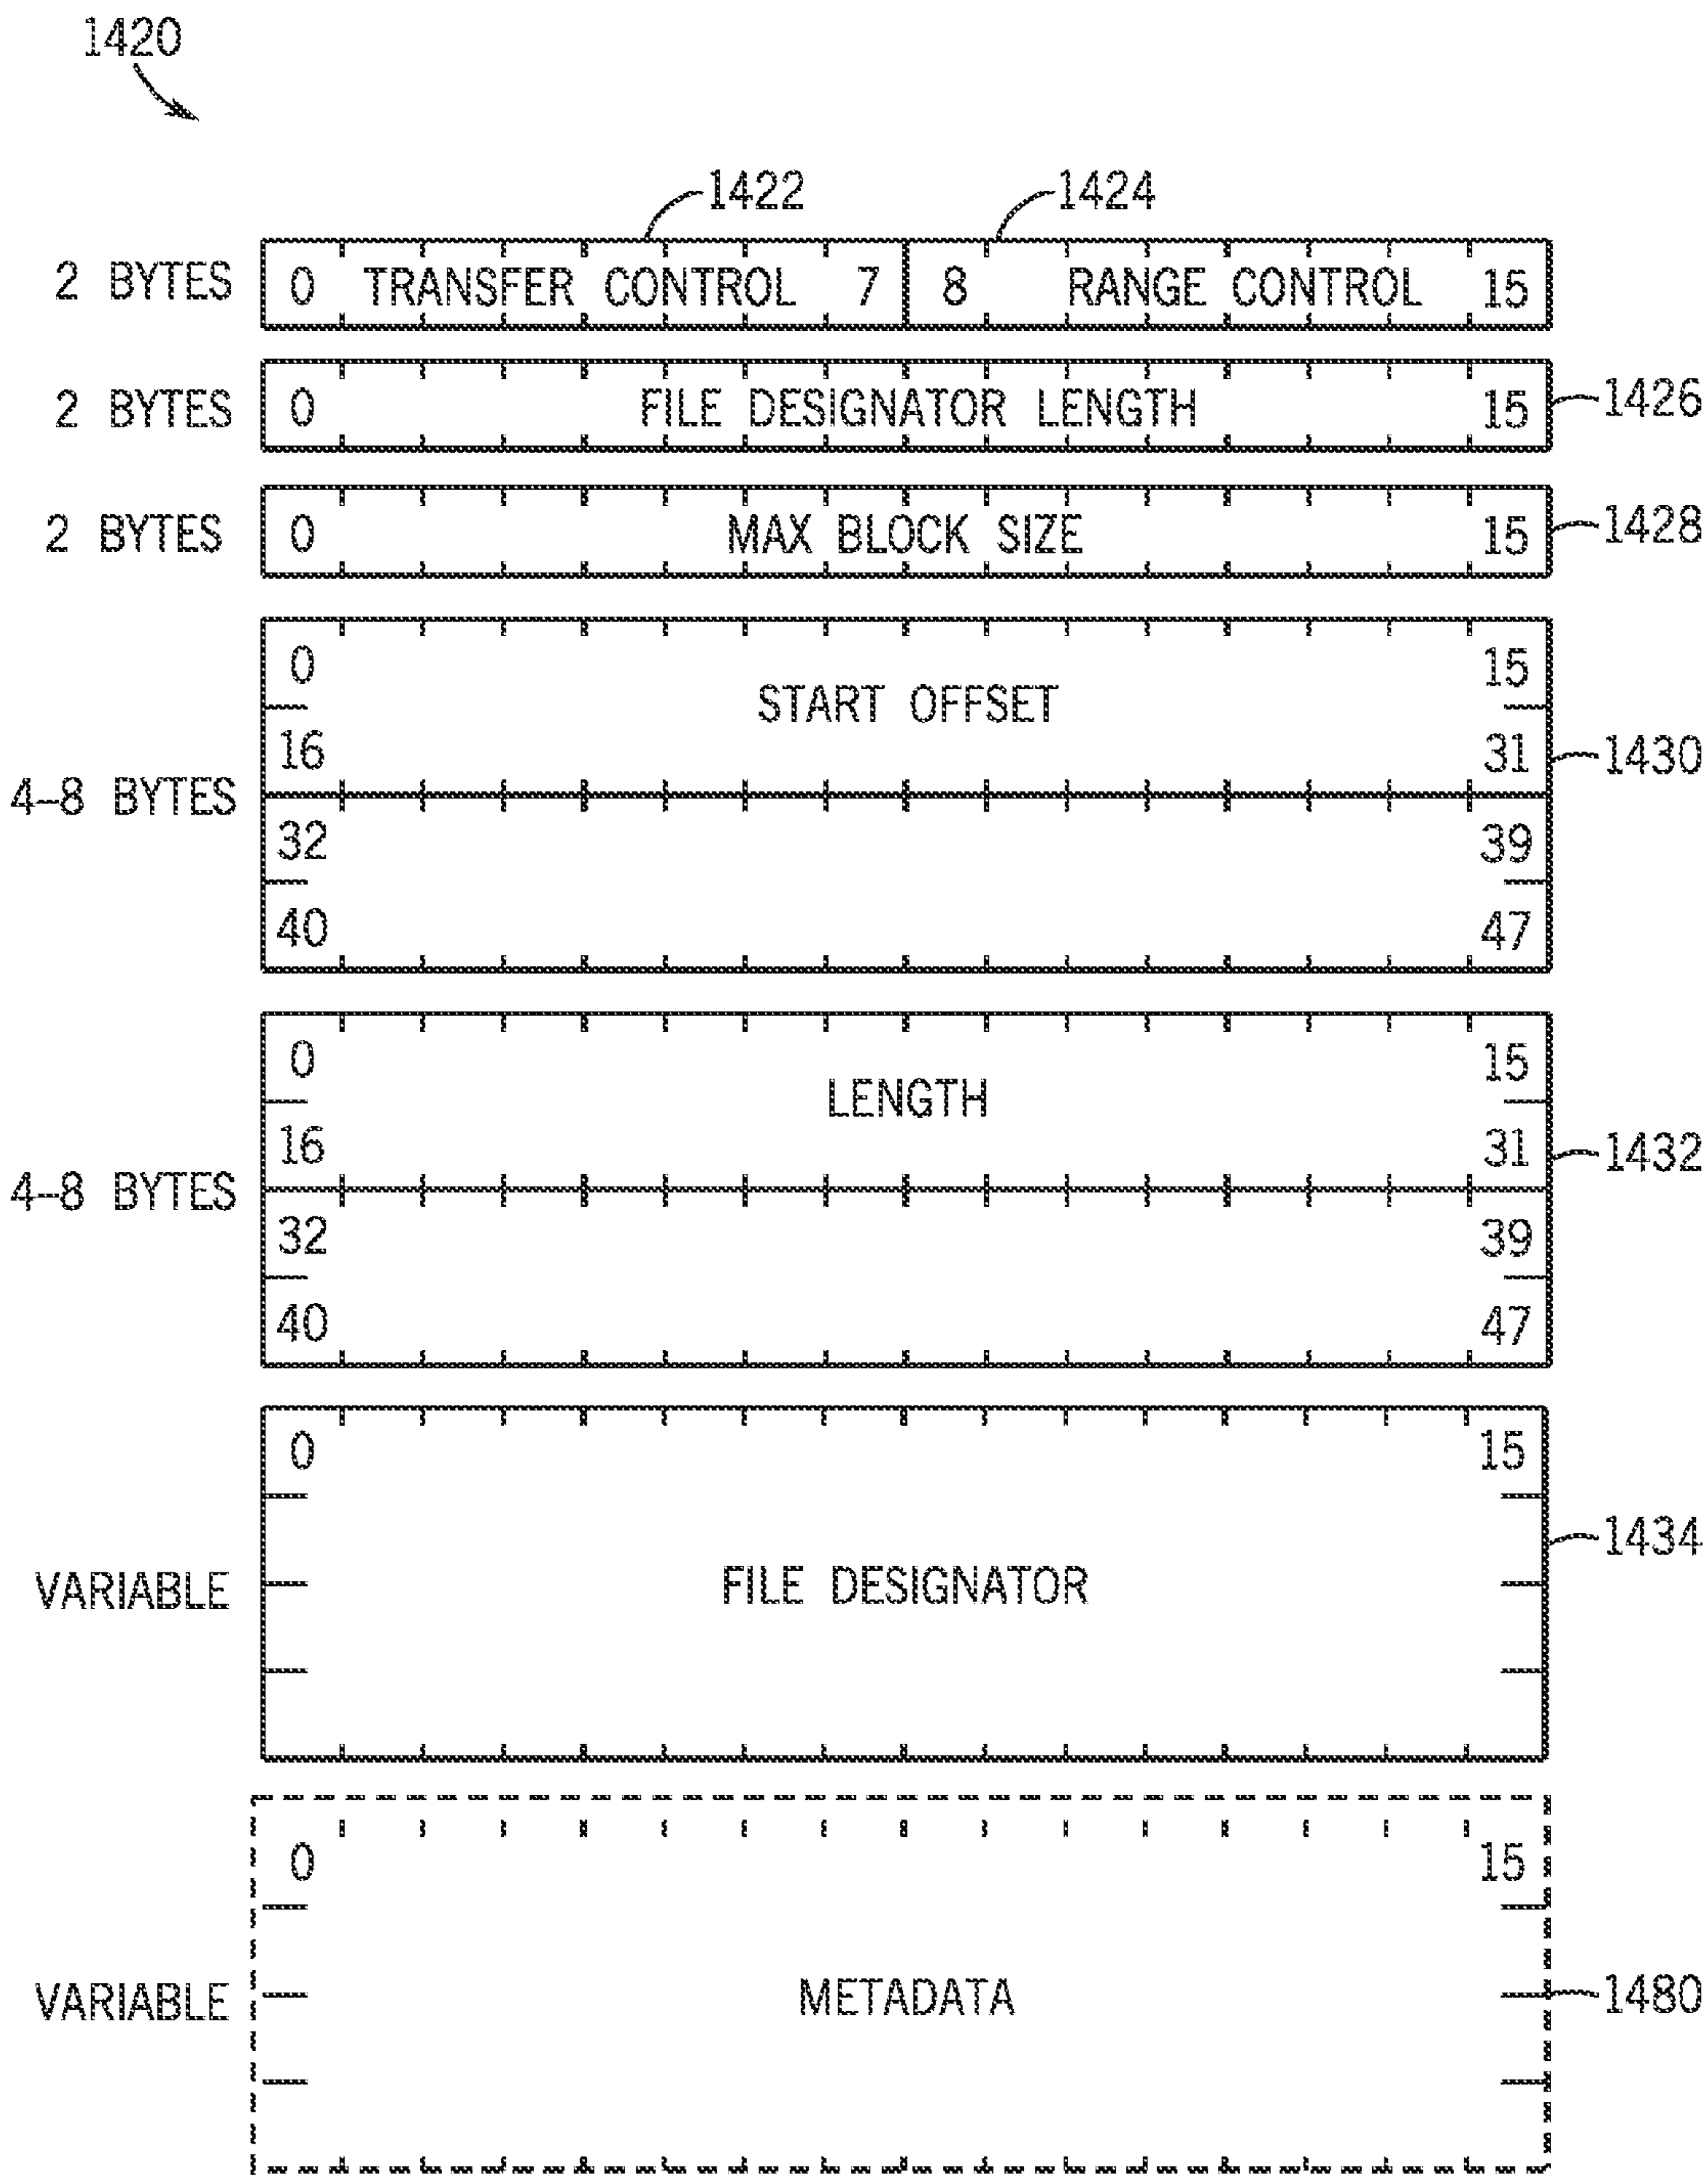 1420
1422 1424
2 BYTES 0 TRANSFER CONTROL 7 8 RANGE CONTROL 15
2 BYTES 0 FILE DESIGNATOR LENGTH 15 1426
2 BYTES 0 MAX BLOCK SIZE 15 1428
0 15
START OFFSET
16 31 1430
4-8 BYTES
32 39
40 47
0 15
LENGTH
16 31 1432
4-8 BYTES
32 39
40 47
0 15
1434
VARIABLE FILE DESIGNATOR
0 15
VARIABLE METADATA 1480